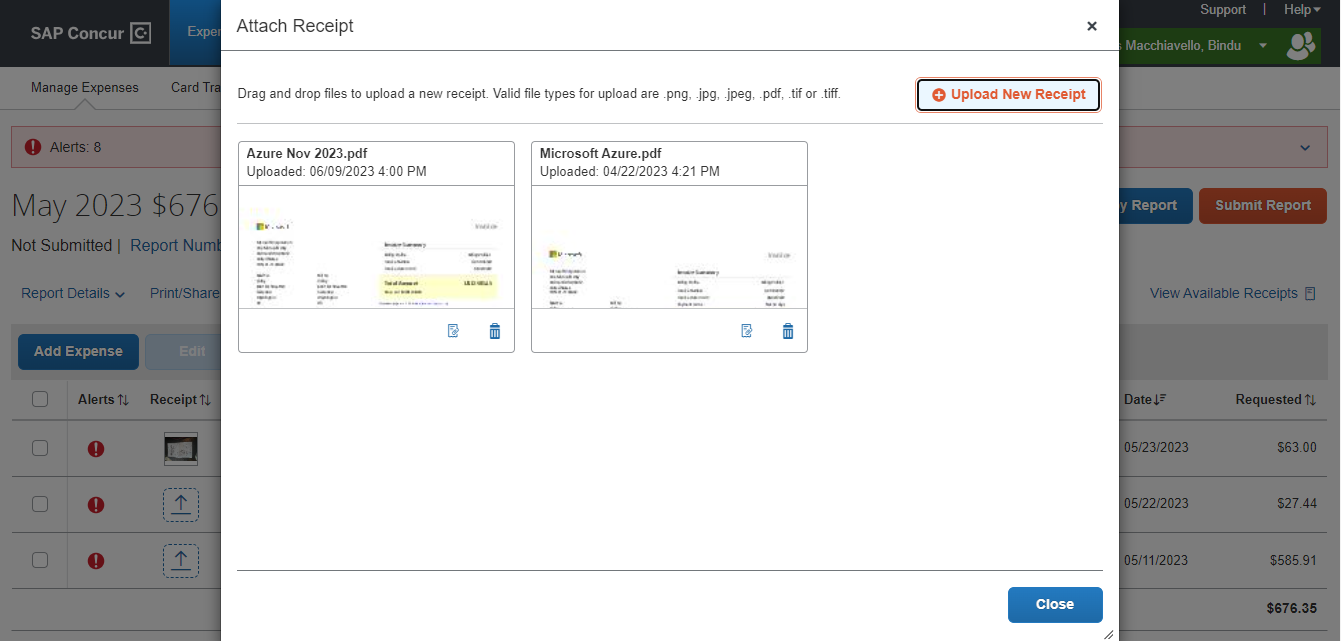 SAP Concur
Exper
Support | Help
s Macchiavello, Bindu
Manage Expenses
Card Tra
Alerts: 8
May 2023 $676
y Report
Submit Report
Not Submitted | Report Numb
Report Details
Print/Share
View Available Receipts
Add Expense
Edit
Alerts
Receipt
Date
Requested
05/23/2023
$63.00
05/22/2023
$27.44
05/11/2023
$585.91
$676.35
Attach Receipt
Drag and drop files to upload a new receipt. Valid file types for upload are .png, .jpg, .jpeg, .pdf, .tif or .tiff.
Upload New Receipt
Azure Nov 2023.pdf
Uploaded: 06/09/2023 4:00 PM
Microsoft
Invoice
Invoice Summary
Total Amount
Microsoft Azure.pdf
Uploaded: 04/22/2023 4:21 PM
Microsoft
Invoice
Invoice Summary
Close